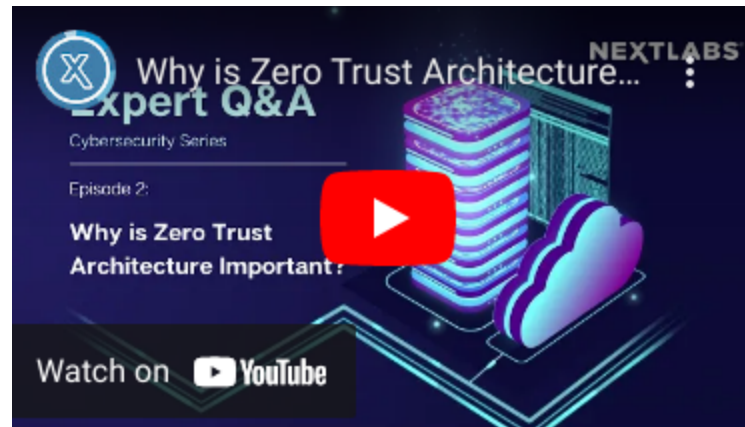 NEXTLABS
Why is Zero Trust Architecture...
Expert Q&A
Cybersecurity Series
Episode 2:
Why is Zero Trust
Architecture Important?
Watch on YouTube